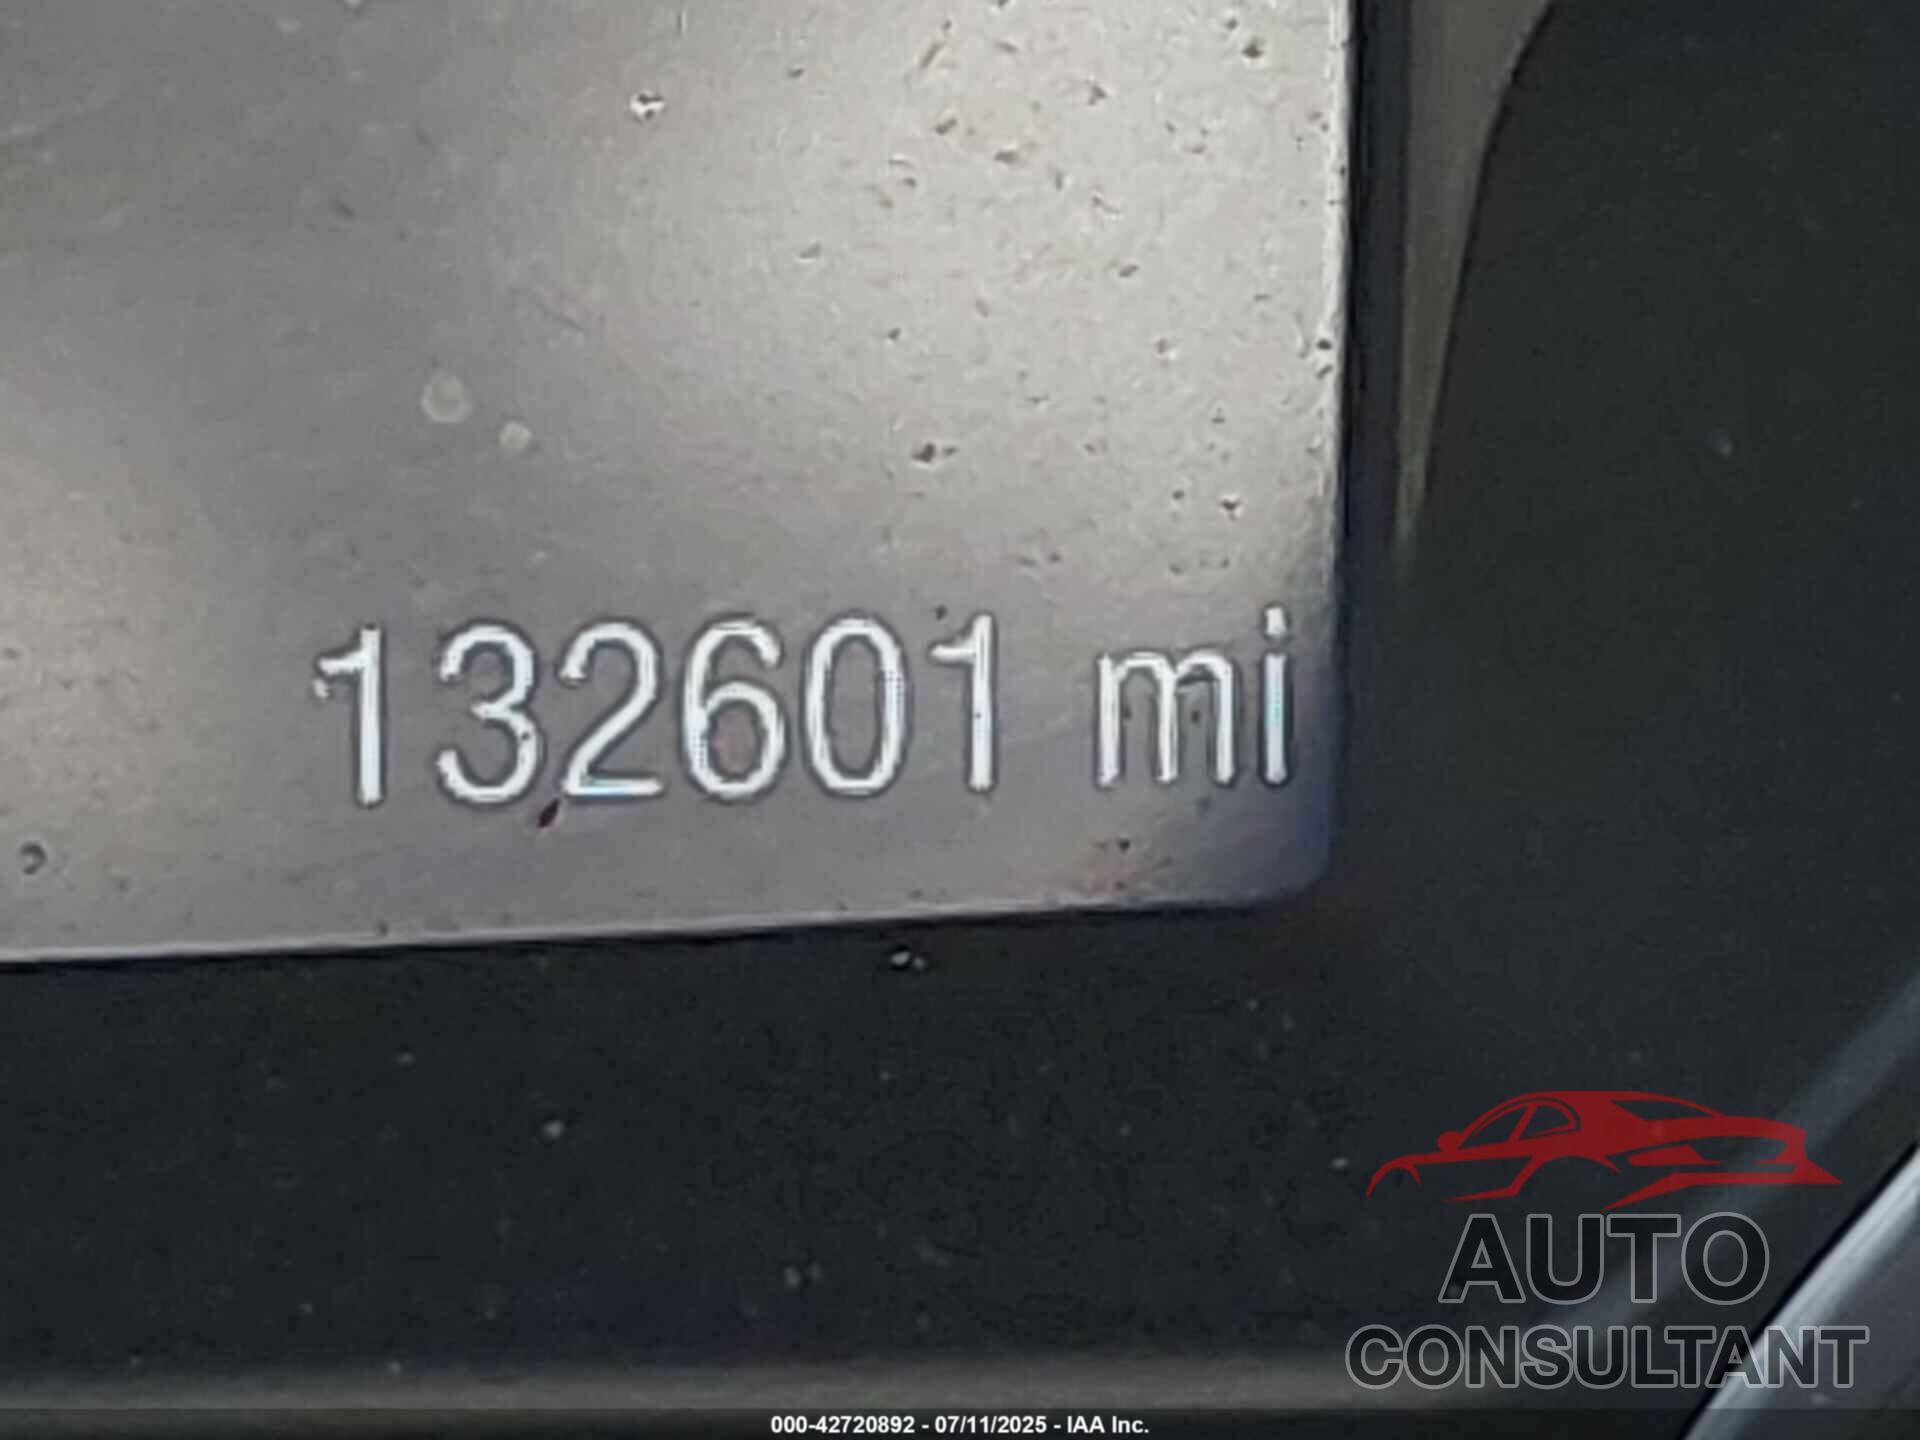 132601 mi
AUTO
CONSULTANT
000-42720892 - 07/11/2025 - IAA Inc.